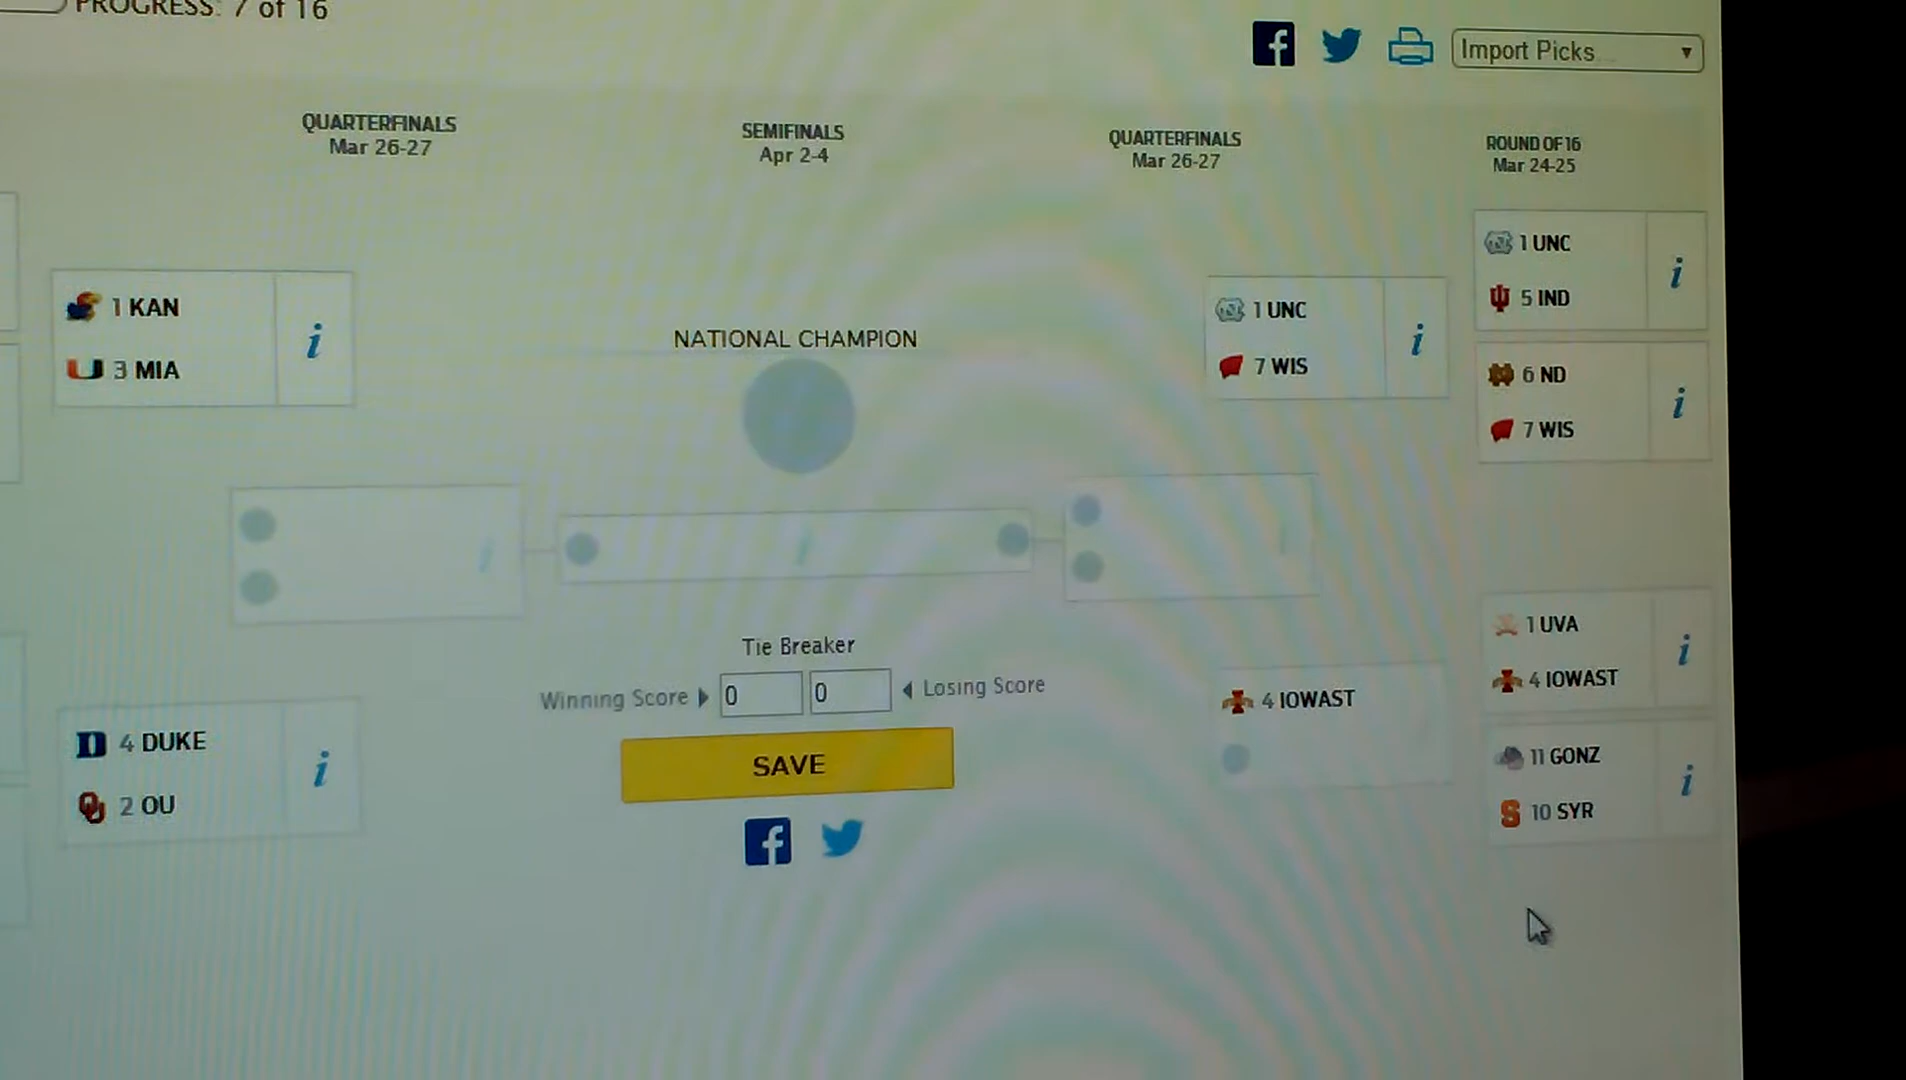 PROGRESS: 7 of 16
Import Picks
QUARTERFINALS
Mar 26-27
SEMIFINALS
Apr 2-4
QUARTERFINALS
Mar 26-27
ROUND OF 16
Mar 24-25
1 KAN
3 MIA
4 DUKE
2 OU
NATIONAL CHAMPION
Tie Breaker
Winning Score 0 0 Losing Score
SAVE
1 UNC
7 WIS
4 IOWAST
1 UNC
5 IND
6 ND
7 WIS
1 UVA
4 IOWAST
11 GONZ
10 SYR